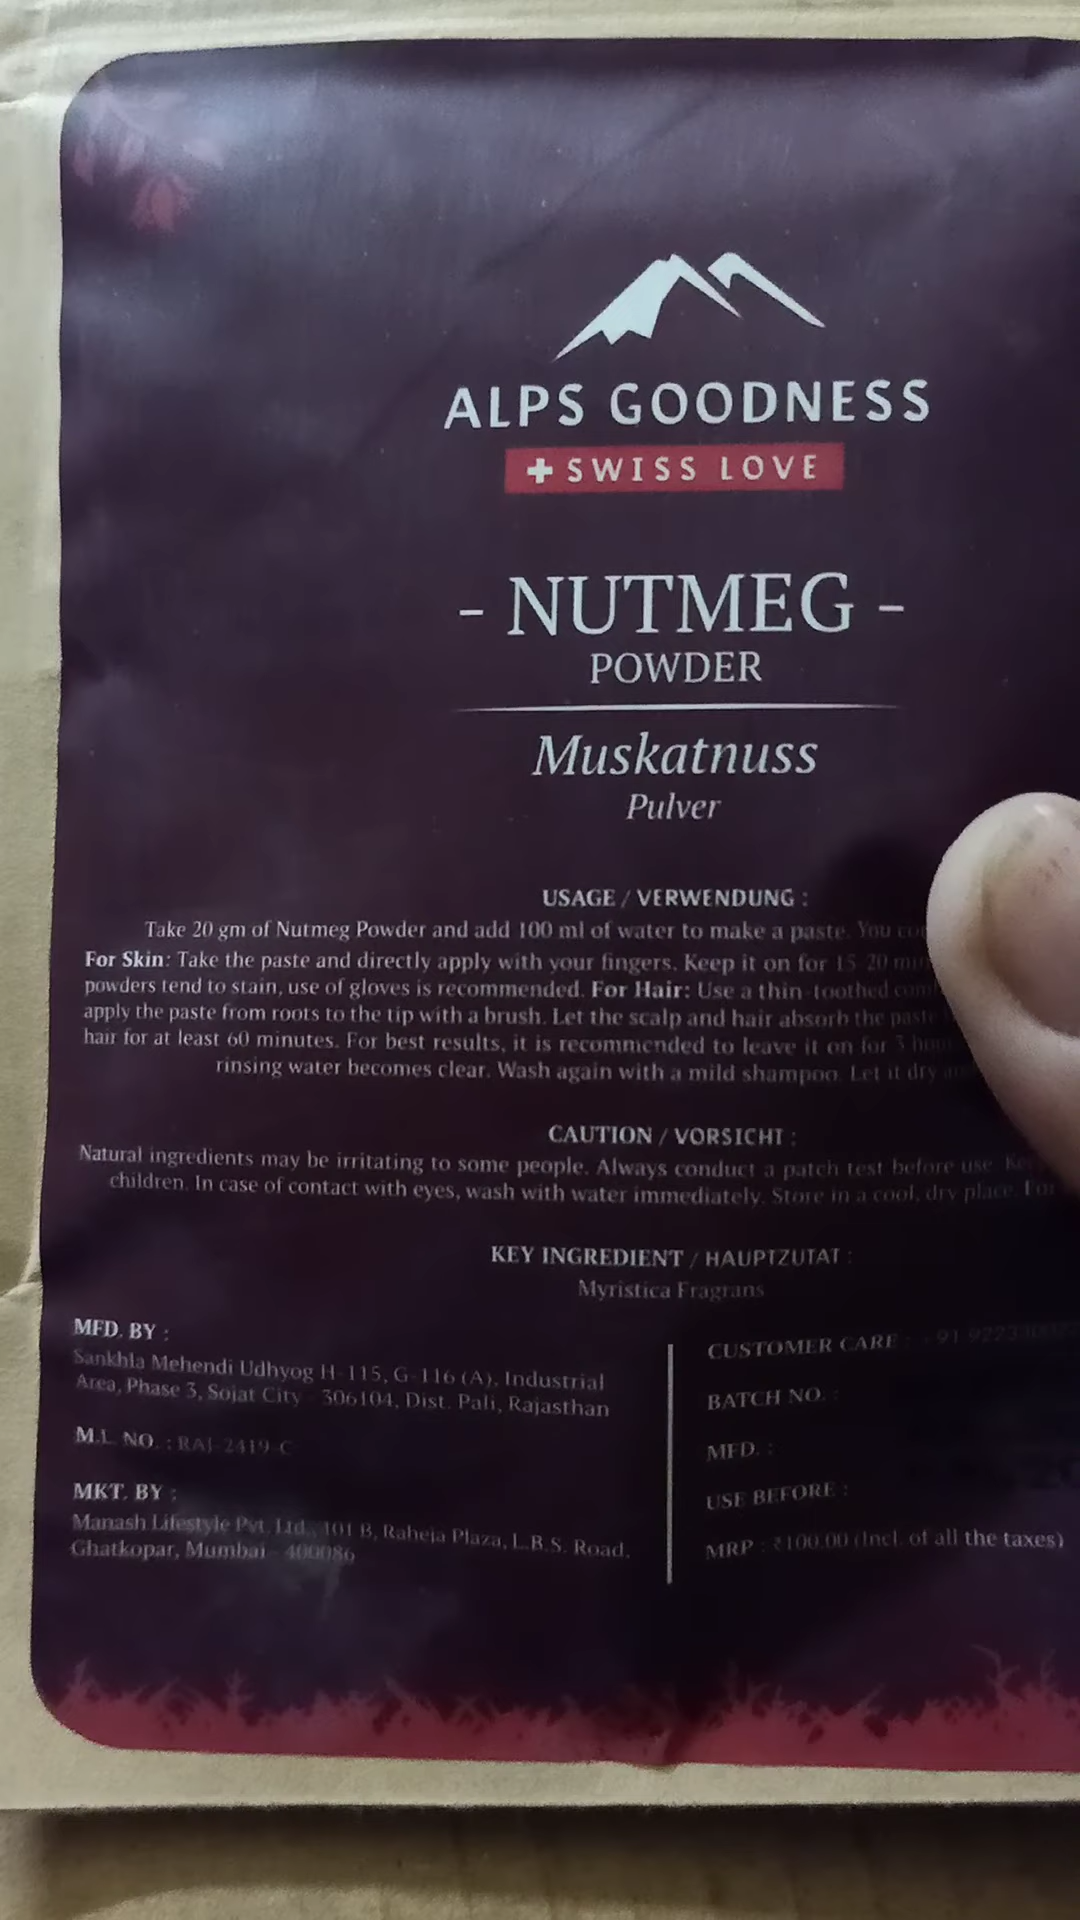 ALPS GOODNESS
+ SWISS LOVE
- NUTMEG -
POWDER
Muskatnuss
Pulver
USAGE / VERWENDUNG :
Take 20 gm of Nutmeg Powder and add 100 ml of water to make a paste. You
For Skin: Take the paste and directly apply with your fingers. Keep it on for 15-20
powders tend to stain, use of gloves is recommended. For Hair: Use a thin-toothed
apply the paste from roots to the tip with a brush. Let the scalp and hair absorb the paste
hair for at least 60 minutes. For best results, it is recommended to leave it on for 3
rinsing water becomes clear. Wash again with a mild shampoo. Let it dry
CAUTION / VORSICHT :
Natural ingredients may be irritating to some people. Always conduct a patch test before use.
children. In case of contact with eyes, wash with water immediately. Store in a cool, dry place. For
KEY INGREDIENT / HAUPTZUTAT :
Myristica Fragrans
MFD. BY :
Sankhla Mehendi Udhyog H-115, G-116 (A), Industrial
Area, Phase 3, Sojat City - 306104, Dist. Pali, Rajasthan
M.L. NO. : RAJ-2419-C
MKT. BY :
Manash Lifestyle Pvt. Ltd., 101 B, Raheja Plaza, L.B.S. Road,
Ghatkopar, Mumbai - 400086
CUSTOMER CARE : +91
BATCH NO. :
MFD. :
USE BEFORE :
MRP : ₹100.00 (Incl. of all the taxes)